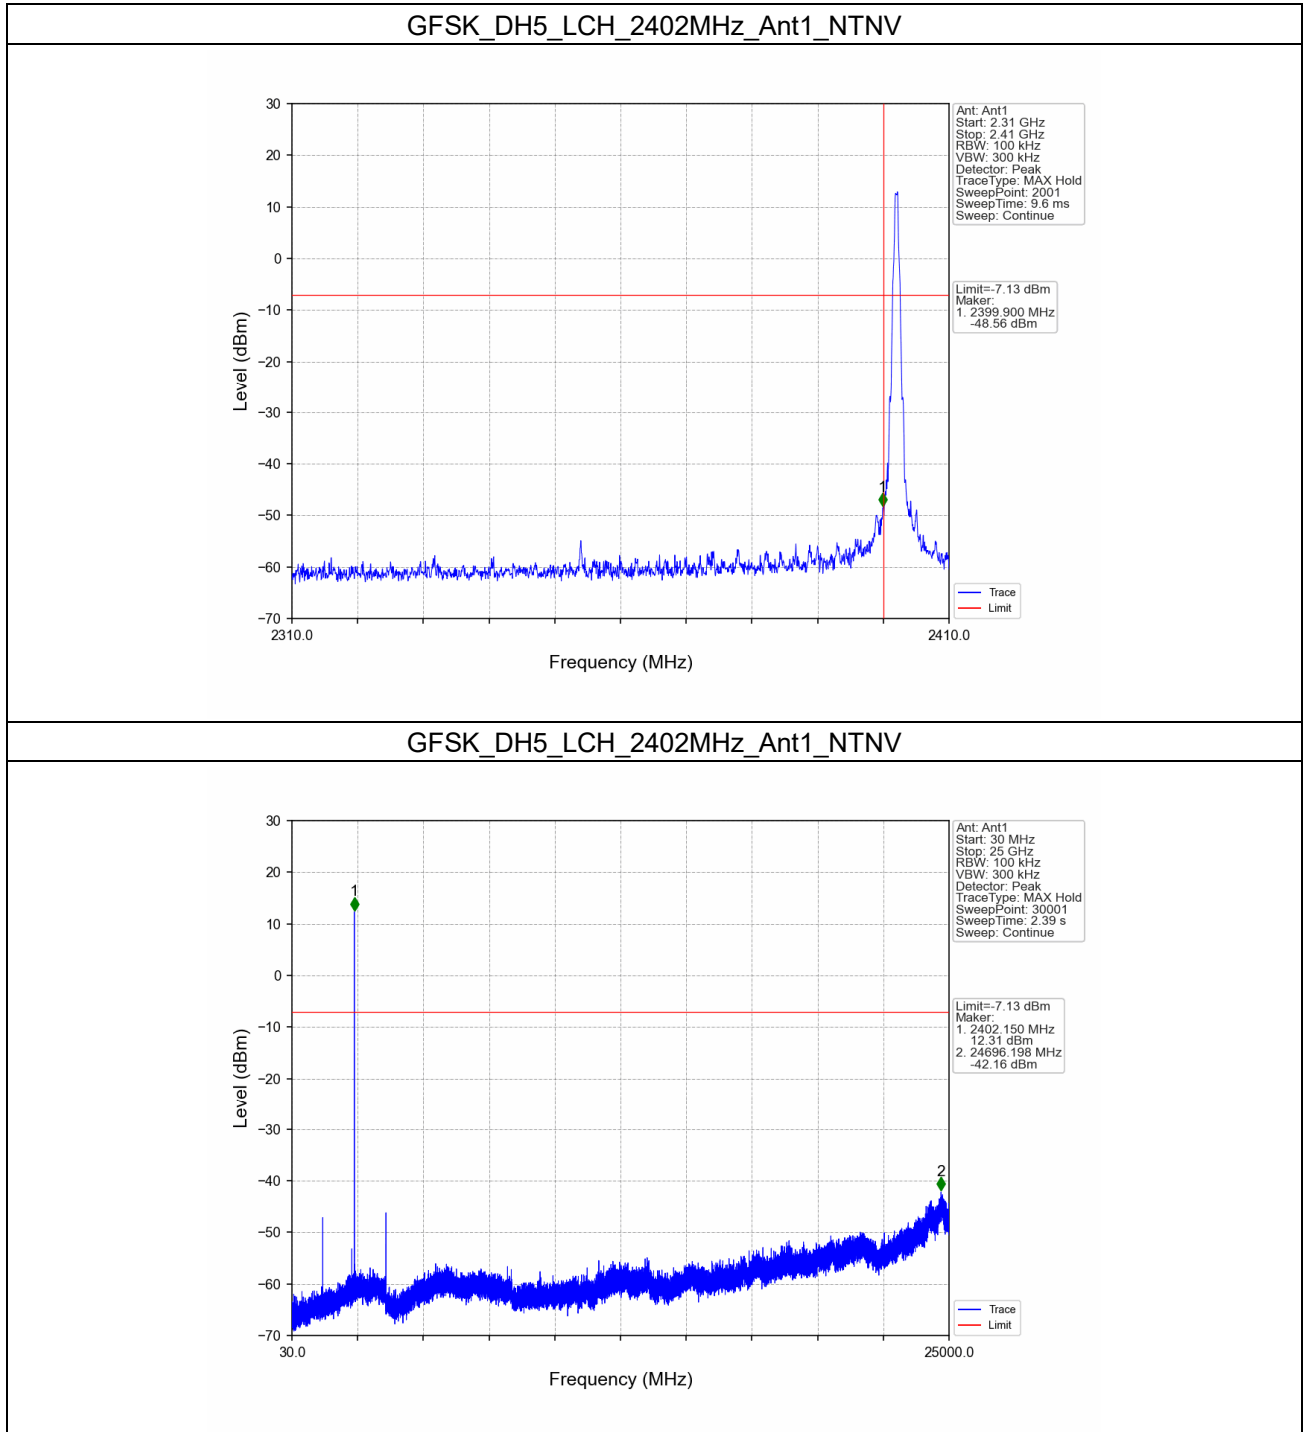 GFSK_DH5_LCH_2402MHz_Ant1_NTNV
30
20
10
0
−10
−20
−30
−40
−50
−60
−70
Level (dBm)
2310.0
2410.0
Frequency (MHz)
1
Ant: Ant1
Start: 2.31 GHz
Stop: 2.41 GHz
RBW: 100 kHz
VBW: 300 kHz
Detector: Peak
TraceType: MAX Hold
SweepPoint: 2001
SweepTime: 9.6 ms
Sweep: Continue
Limit=-7.13 dBm
Maker:
1. 2399.900 MHz
-48.56 dBm
Trace
Limit
GFSK_DH5_LCH_2402MHz_Ant1_NTNV
30
20
10
0
−10
−20
−30
−40
−50
−60
−70
Level (dBm)
30.0
25000.0
Frequency (MHz)
1
2
Ant: Ant1
Start: 30 MHz
Stop: 25 GHz
RBW: 100 kHz
VBW: 300 kHz
Detector: Peak
TraceType: MAX Hold
SweepPoint: 30001
SweepTime: 2.39 s
Sweep: Continue
Limit=-7.13 dBm
Maker:
1. 2402.150 MHz
12.31 dBm
2. 24696.198 MHz
-42.16 dBm
Trace
Limit